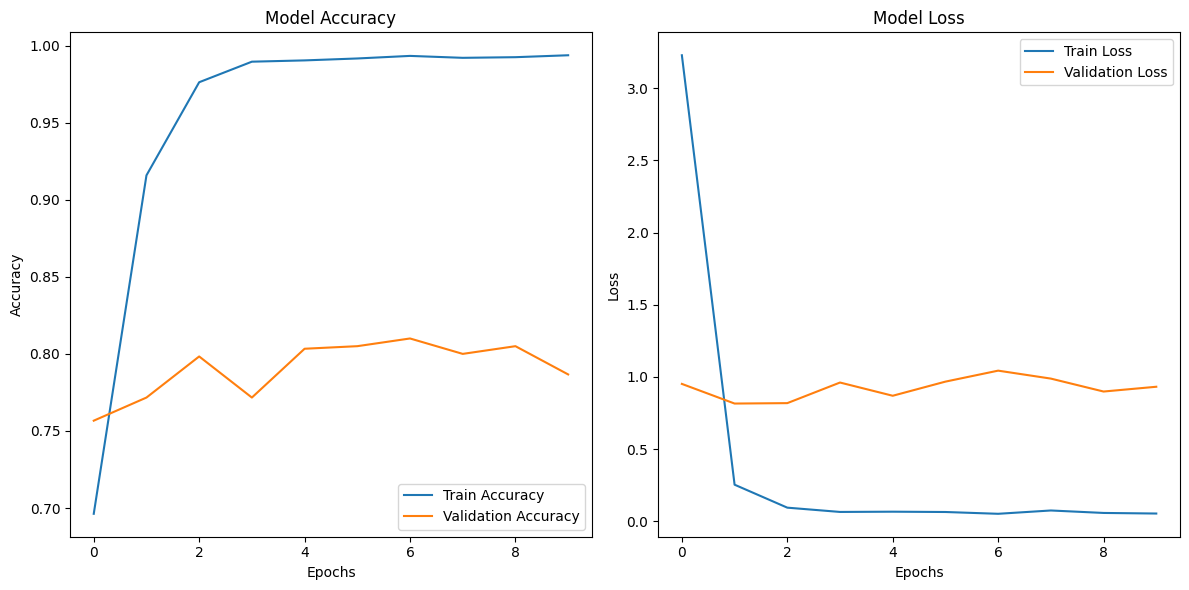 Model Accuracy
1.00
0.95
0.90
0.85
0.80
0.75
0.70
Accuracy
Train Accuracy
Validation Accuracy
0 2 4 6 8
Epochs
Model Loss
Train Loss
Validation Loss
3.0
2.5
2.0
1.5
1.0
0.5
0.0
Loss
0 2 4 6 8
Epochs